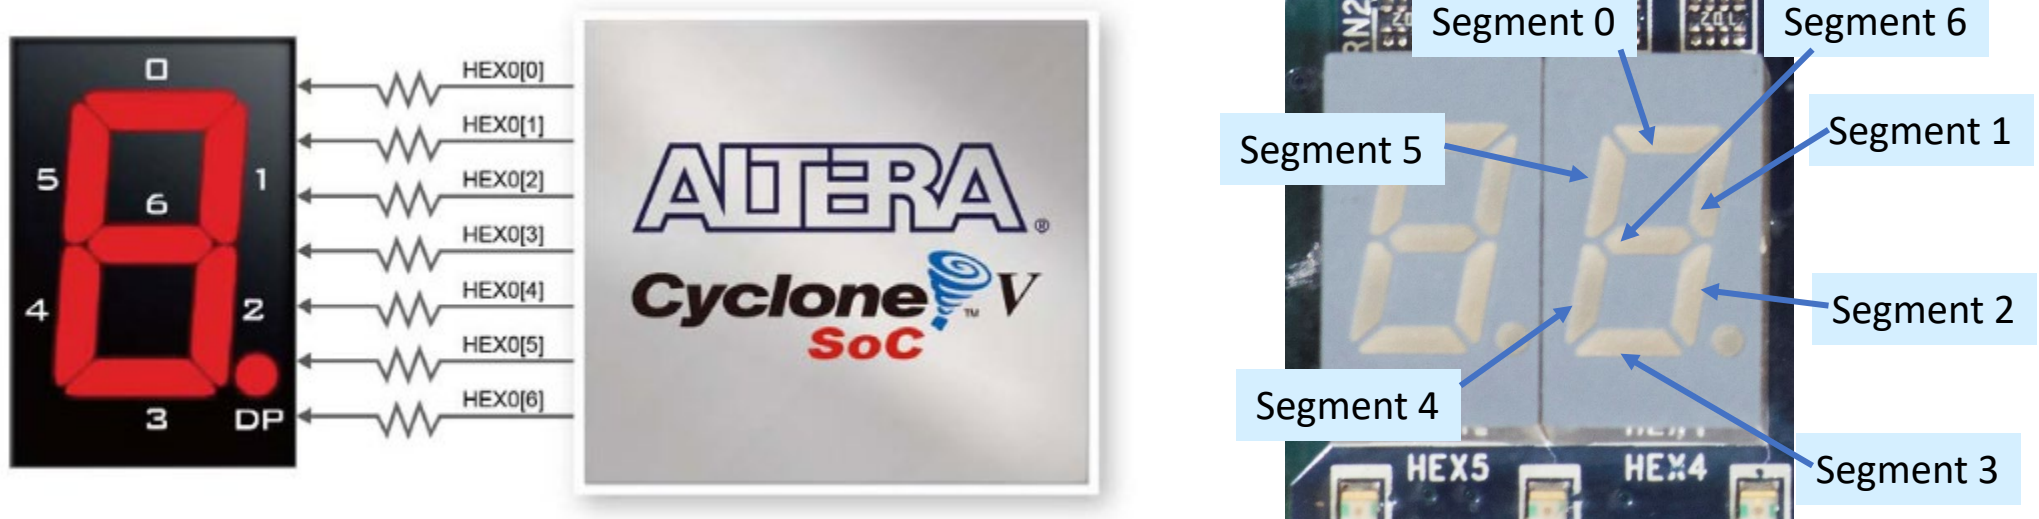 0
5
1
6
4
2
3
DP
HEX0[0]
HEX0[1]
HEX0[2]
HEX0[3]
HEX0[4]
HEX0[5]
HEX0[6]
ALTERA®
Cyclone™ V
SoC
RN2
Segment 0
Segment 6
Segment 5
Segment 1
Segment 2
Segment 4
Segment 3
HEX5
HEX4